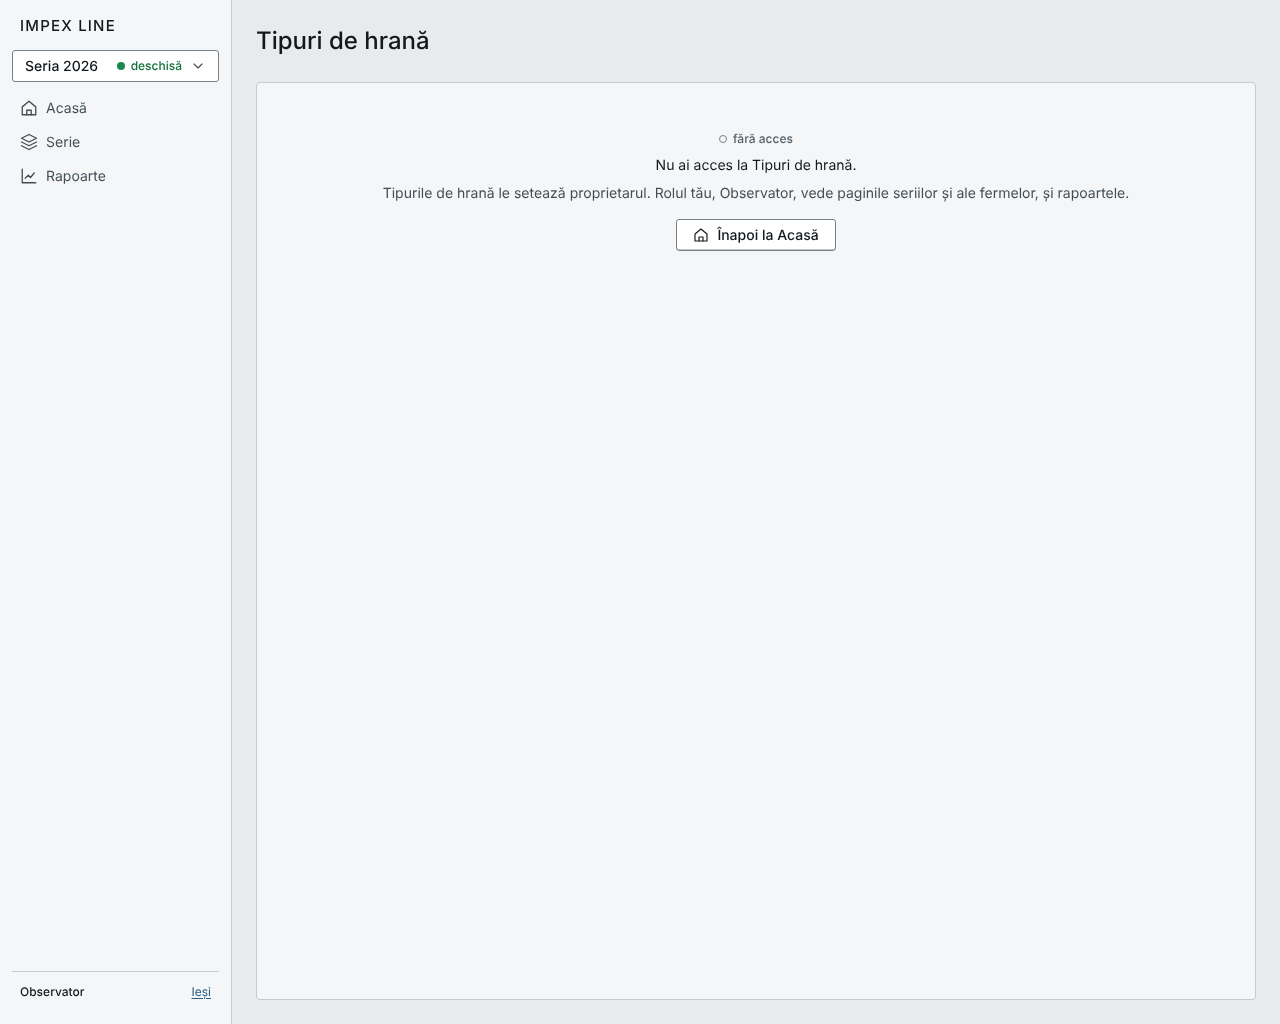 IMPEX LINE
Seria 2026 deschisă
Acasă
Serie
Rapoarte
Observator Ieși
Tipuri de hrană
fără acces
Nu ai acces la Tipuri de hrană.
Tipurile de hrană le setează proprietarul. Rolul tău, Observator, vede paginile seriilor și ale fermelor, și rapoartele.
Înapoi la Acasă